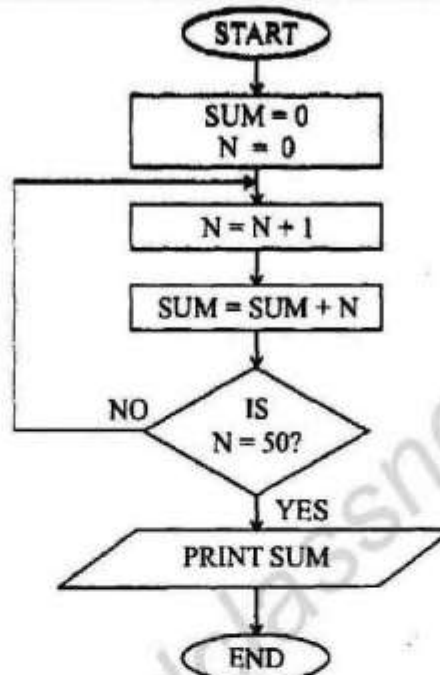 START
SUM = 0
N = 0
N = N + 1
SUM = SUM + N
NO
IS
N = 50?
YES
PRINT SUM
END